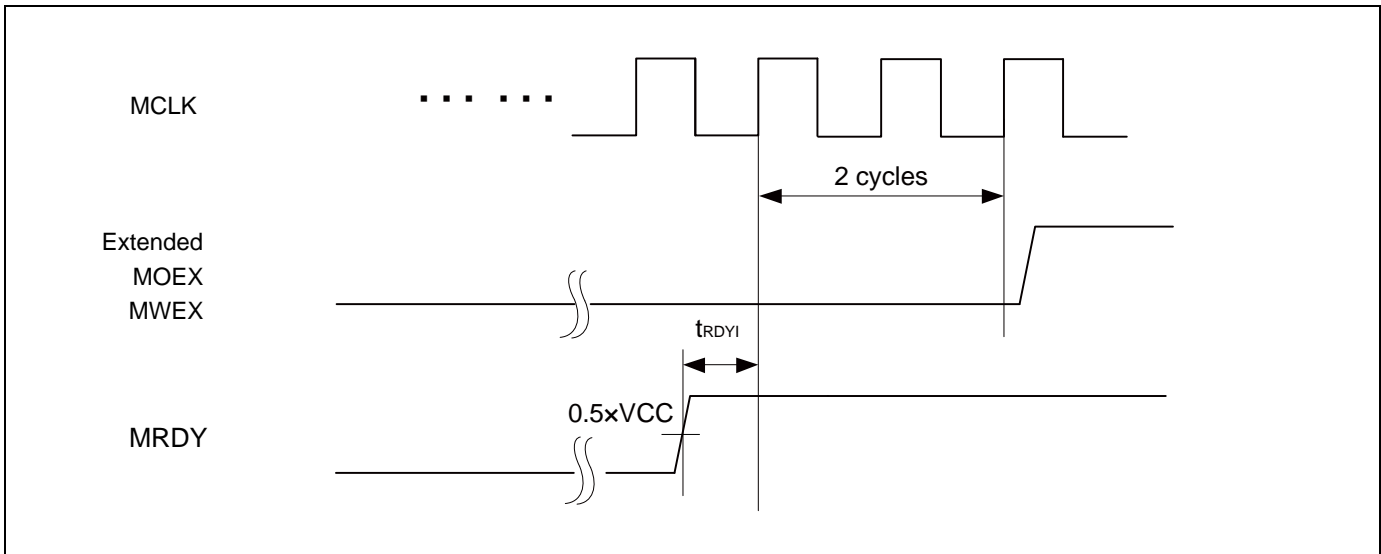 MCLK
... ...
2 cycles
Extended
MOEX
MWEX
tRDYI
0.5×VCC
MRDY